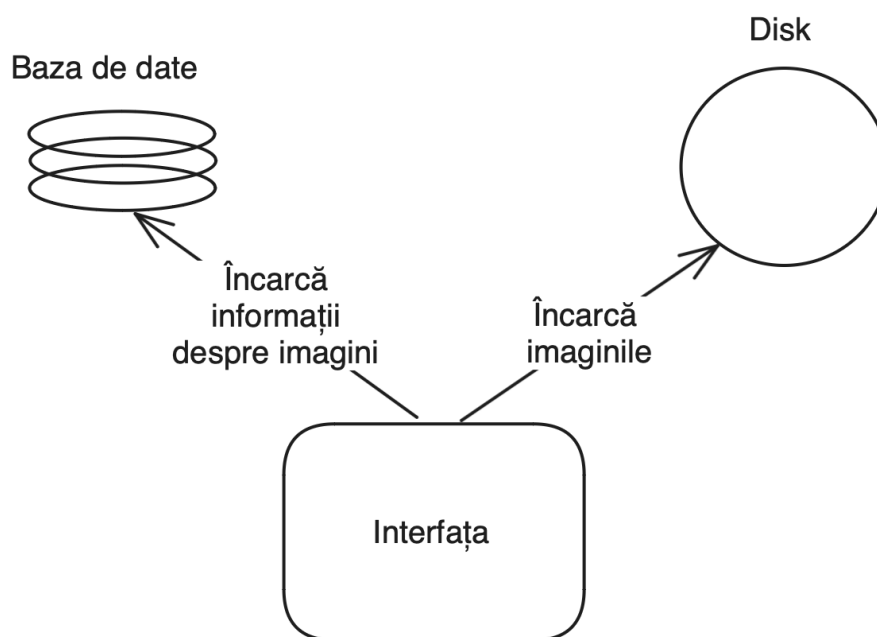 Disk
Baza de date
Încarcă
informații
despre imagini
Încarcă
imaginile
Interfața